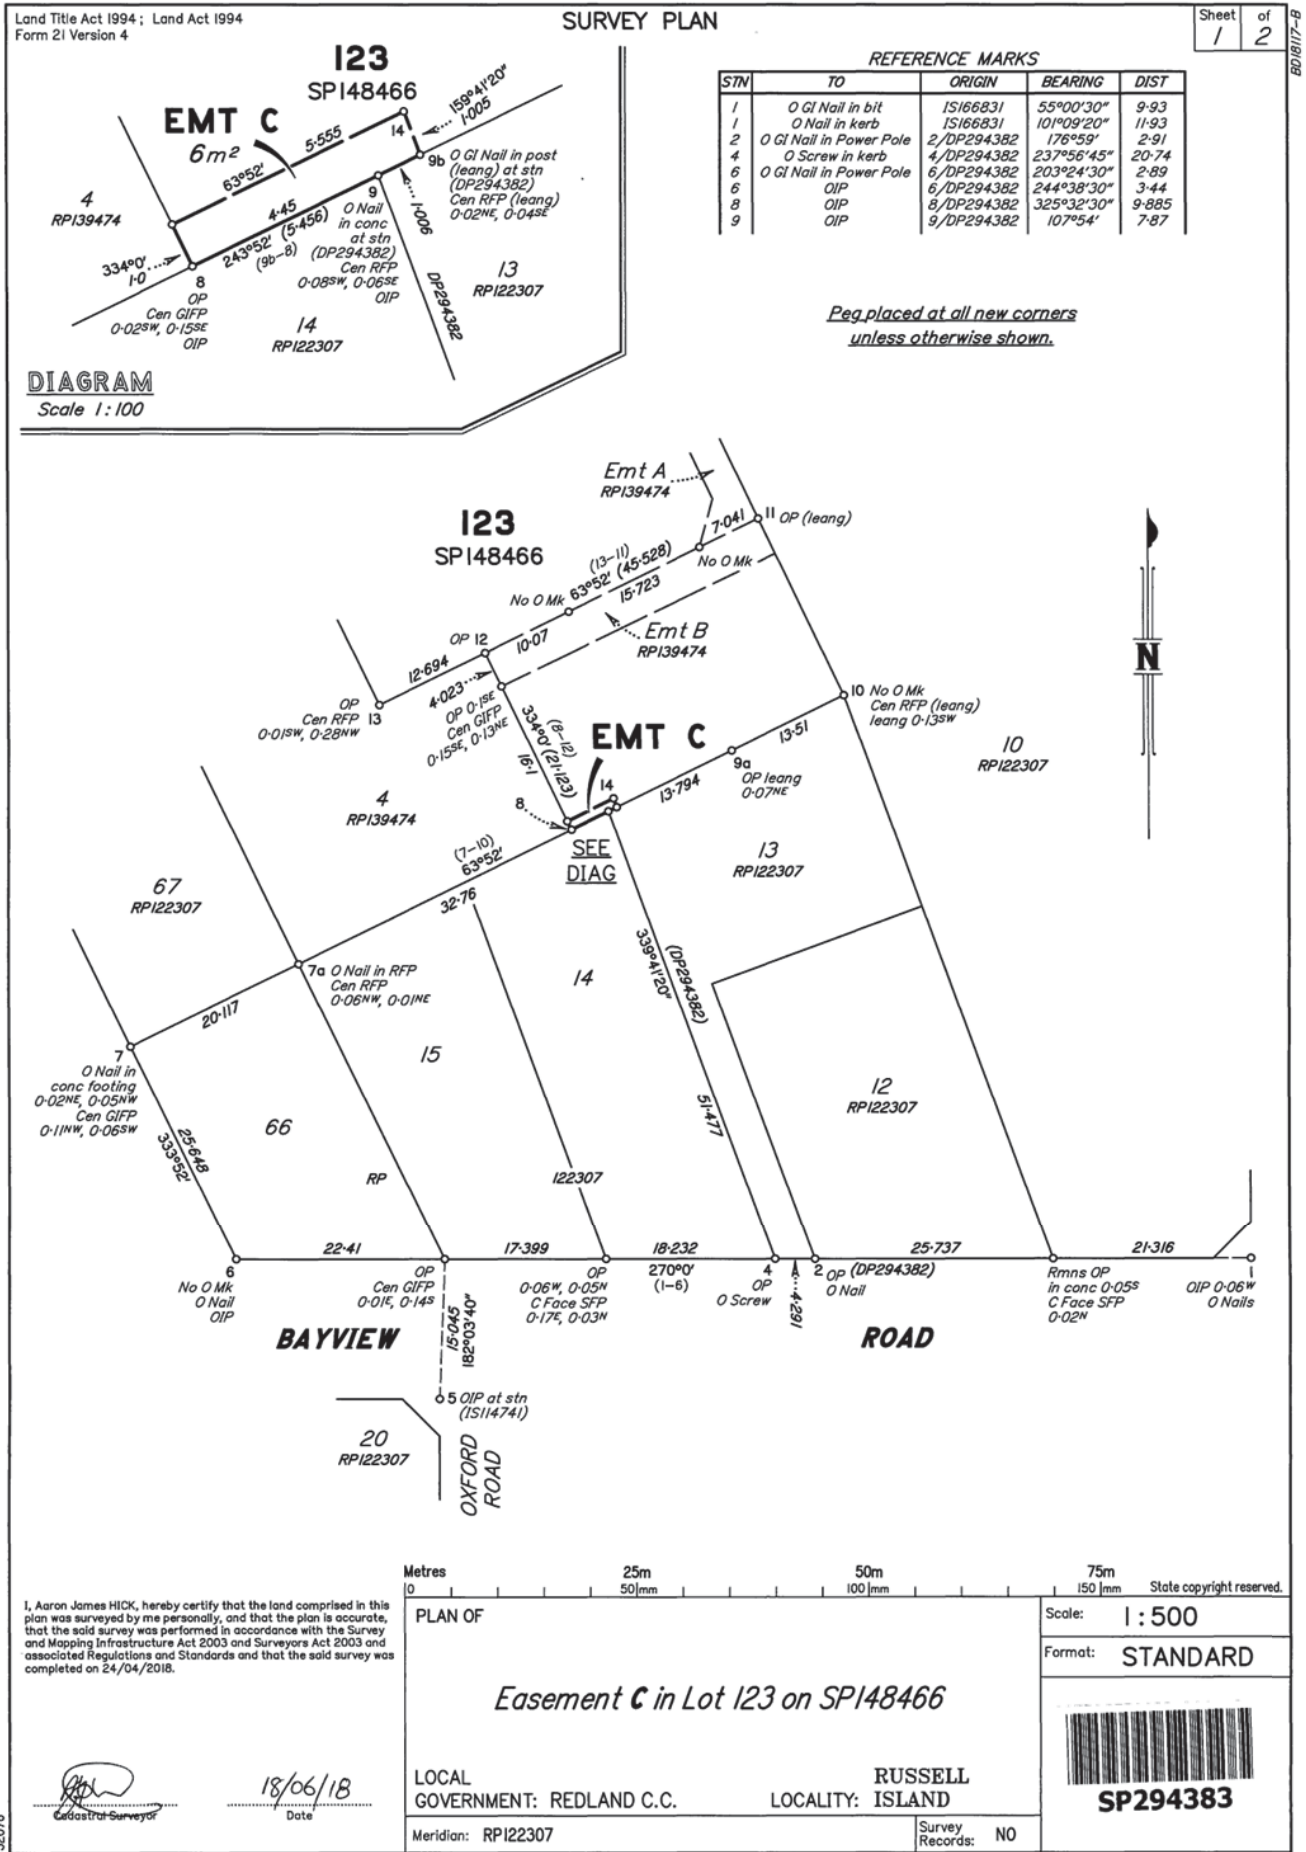 Land Title Act 1994 ; Land Act 1994
Form 21 Version 4
SURVEY PLAN
Sheet
1
of
2
BD18117-B
123
SP148466
EMT C
6m²
5·555
63°52'
159°41'20"
1·005
14
9b
O GI Nail in post
(leang) at stn
(DP294382)
Cen RFP (leang)
0·02NE, 0·04SE
9
4
RP139474
4·45
243°52' (5·456)
(9b-8)
1·006
O Nail
in conc
at stn
(DP294382)
Cen RFP
0·08SW, 0·06SE
OIP
334°0'
1·0
8
OP
Cen GIFP
0·02SW, 0·15SE
OIP
14
RP122307
DP294382
13
RP122307
DIAGRAM
Scale 1:100
REFERENCE MARKS
STN TO ORIGIN BEARING DIST
1 O GI Nail in bit IS166831 55°00'30" 9·93
1 O Nail in kerb IS166831 101°09'20" 11·93
2 O GI Nail in Power Pole 2/DP294382 176°59' 2·91
4 O Screw in kerb 4/DP294382 237°56'45" 20·74
6 O GI Nail in Power Pole 6/DP294382 203°24'30" 2·89
6 OIP 6/DP294382 244°38'30" 3·44
8 OIP 8/DP294382 325°32'30" 9·885
9 OIP 9/DP294382 107°54' 7·87
Peg placed at all new corners
unless otherwise shown.
Emt A
RP139474
123
SP148466
7·041
11 OP (leang)
(13-11)
63°52' (45·528)
15·723
No O Mk
No O Mk
OP 12
10·07
Emt B
RP139474
12·694
4·023
OP
Cen RFP
0·01SW, 0·28NW
13
OP 0·1SE
Cen GIFP
0·15SE, 0·13NE
(8-12)
334°0' (21·123)
16·1
EMT C
14
8
10 No O Mk
Cen RFP (leang)
leang 0·13SW
13·51
9a
OP leang
0·07NE
13·794
10
RP122307
N
4
RP139474
SEE
DIAG
13
RP122307
(7-10)
63°52'
32·76
67
RP122307
7a O Nail in RFP
Cen RFP
0·06NW, 0·01NE
20·117
14
339°41'20"
(DP294382)
51·477
7
O Nail in
conc footing
0·02NE, 0·05NW
Cen GIFP
0·11NW, 0·06SW
15
12
RP122307
66
25·648
333°52'
RP
122307
22·41
17·399
18·232
270°0'
(1-6)
25·737
21·316
6
No O Mk
O Nail
OIP
OP
Cen GIFP
0·01E, 0·14S
OP
0·06W, 0·05N
C Face SFP
0·17E, 0·03N
4
OP
O Screw
4·291
2 OP (DP294382)
O Nail
Rmns OP
in conc 0·05S
C Face SFP
0·02N
1
OIP 0·06W
O Nails
BAYVIEW
ROAD
15·045
182°03'40"
5 OIP at stn
(IS114741)
20
RP122307
OXFORD
ROAD
Metres 25m 50m 75m
0 50 mm 100 mm 150 mm State copyright reserved.
I, Aaron James HICK, hereby certify that the land comprised in this
plan was surveyed by me personally, and that the plan is accurate,
that the said survey was performed in accordance with the Survey
and Mapping Infrastructure Act 2003 and Surveyors Act 2003 and
associated Regulations and Standards and that the said survey was
completed on 24/04/2018.
18/06/18
Cadastral Surveyor
Date
PLAN OF
Easement C in Lot 123 on SP148466
LOCAL
GOVERNMENT: REDLAND C.C.
LOCALITY: RUSSELL
ISLAND
Meridian: RP122307
Survey
Records: NO
Scale: 1 : 500
Format: STANDARD
SP294383